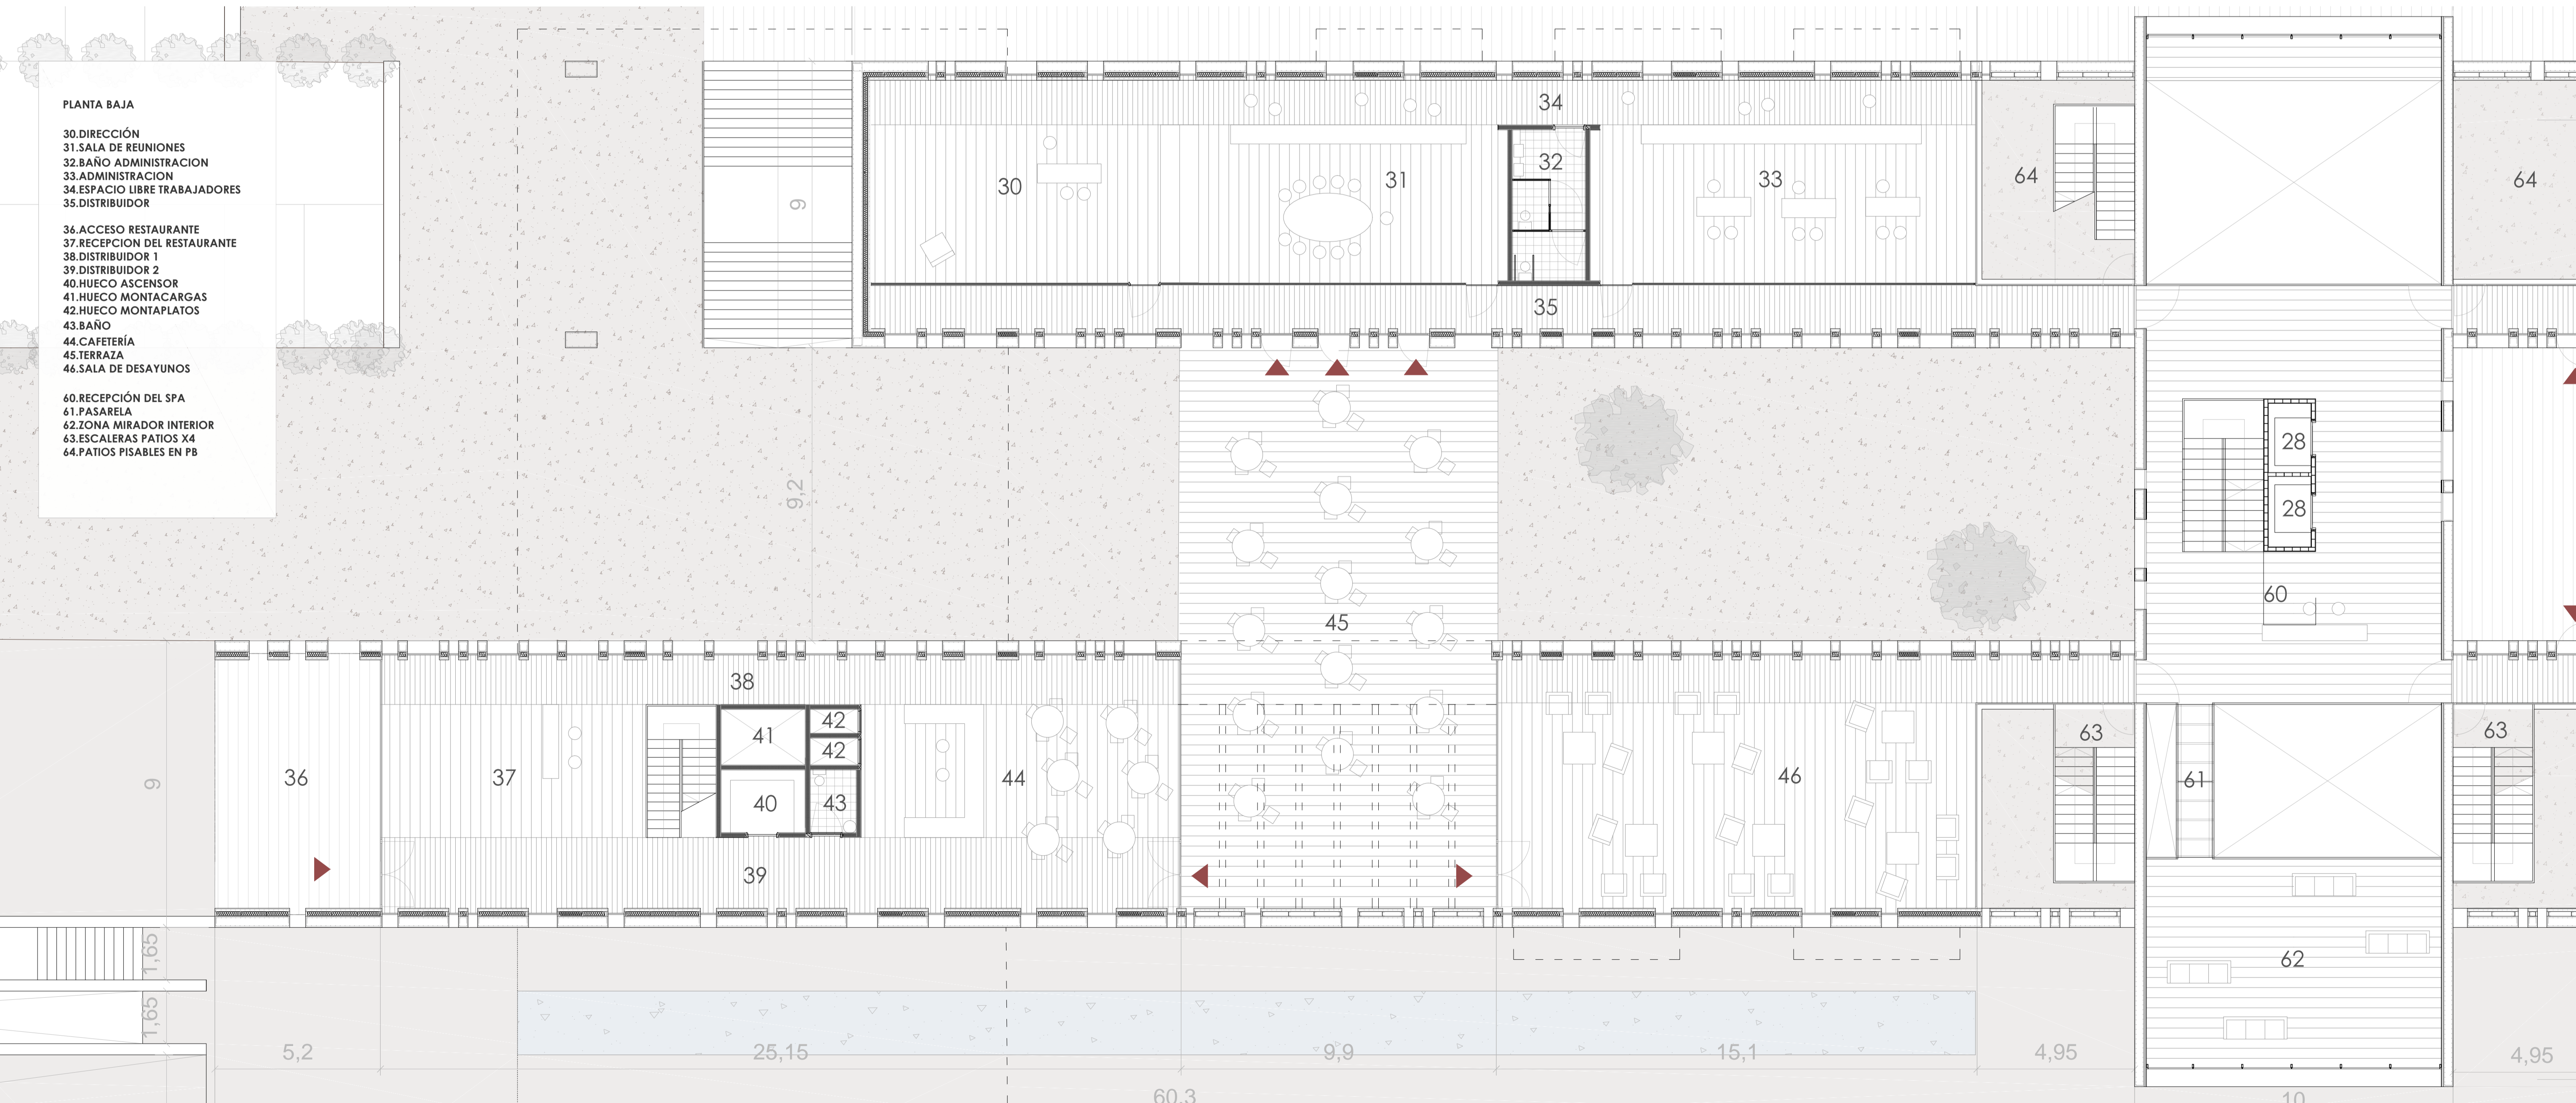 PLANTA BAJA
30.DIRECCIÓN
31.SALA DE REUNIONES
32.BAÑO ADMINISTRACION
33.ADMINISTRACION
34.ESPACIO LIBRE TRABAJADORES
35.DISTRIBUIDOR
36.ACCESO RESTAURANTE
37.RECEPCION DEL RESTAURANTE
38.DISTRIBUIDOR 1
39.DISTRIBUIDOR 2
40.HUECO ASCENSOR
41.HUECO MONTACARGAS
42.HUECO MONTAPLATOS
43.BAÑO
44.CAFETERÍA
45.TERRAZA
46.SALA DE DESAYUNOS
60.RECEPCIÓN DEL SPA
61.PASARELA
62.ZONA MIRADOR INTERIOR
63.ESCALERAS PATIOS X4
64.PATIOS PISABLES EN PB
34
32
30
31
33
64
64
9
35
28
28
9,2
60
45
38
42
41
42
63
63
36
37
40
43
44
46
61
9
39
62
1,65
1,65
5,2
25,15
9,9
15,1
4,95
4,95
60,3
10